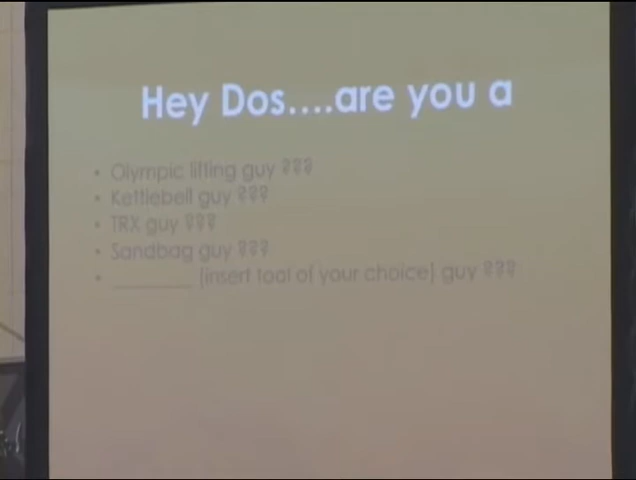 Hey Dos....are you a
• Olympic lifting guy ???
• Kettlebell guy ???
• TRX guy ???
• Sandbag guy ???
• ________ (insert tool of your choice) guy ???